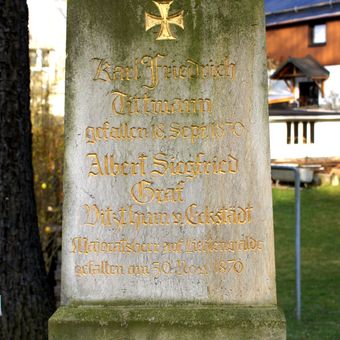 Karl Friedrich
Tittmann
gefallen 18. Sept. 1870
Albert Siegfried
Graf
Vitzthum v. Eckstädt
Majoratsherr auf Lichtenwalde
gefallen am 30. Nov. 1870